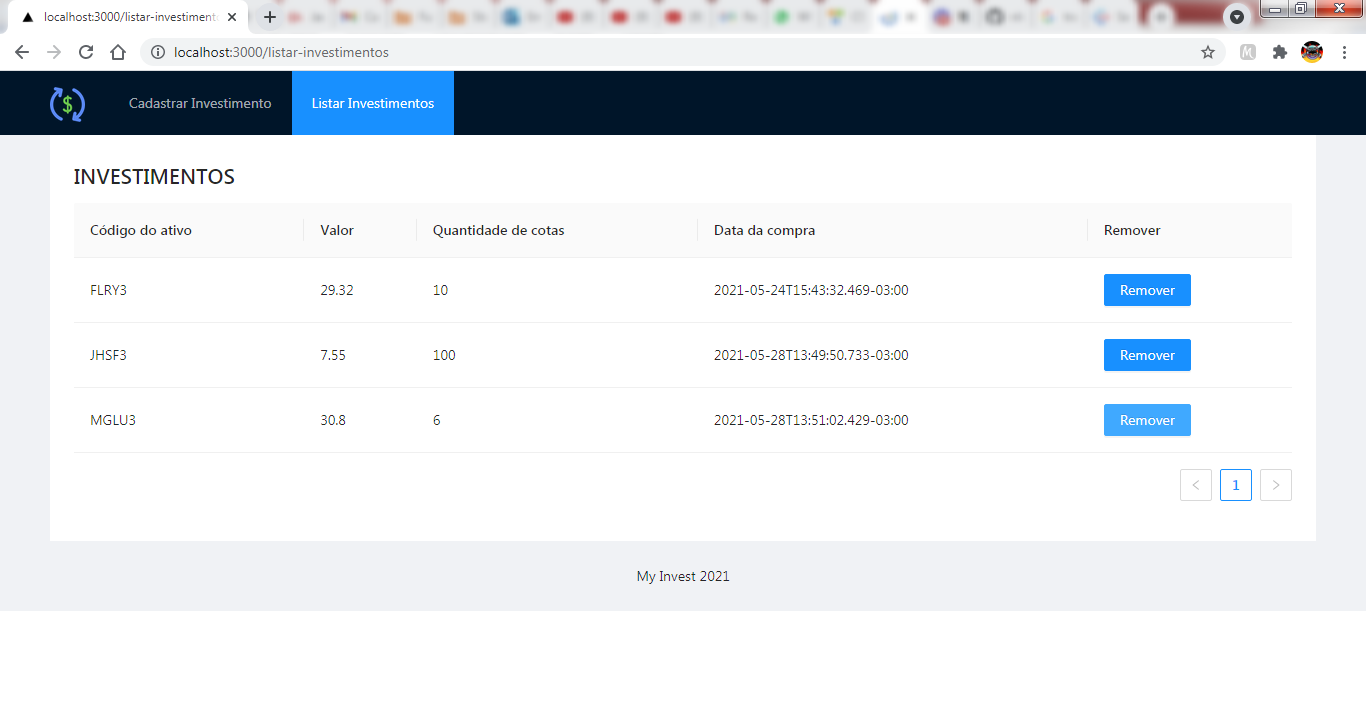 localhost:3000/listar-investiment
localhost:3000/listar-investimentos
$ Cadastrar Investimento Listar Investimentos
INVESTIMENTOS
Código do ativo Valor Quantidade de cotas Data da compra Remover
FLRY3 29.32 10 2021-05-24T15:43:32.469-03:00 Remover
JHSF3 7.55 100 2021-05-28T13:49:50.733-03:00 Remover
MGLU3 30.8 6 2021-05-28T13:51:02.429-03:00 Remover
< 1 >
My Invest 2021